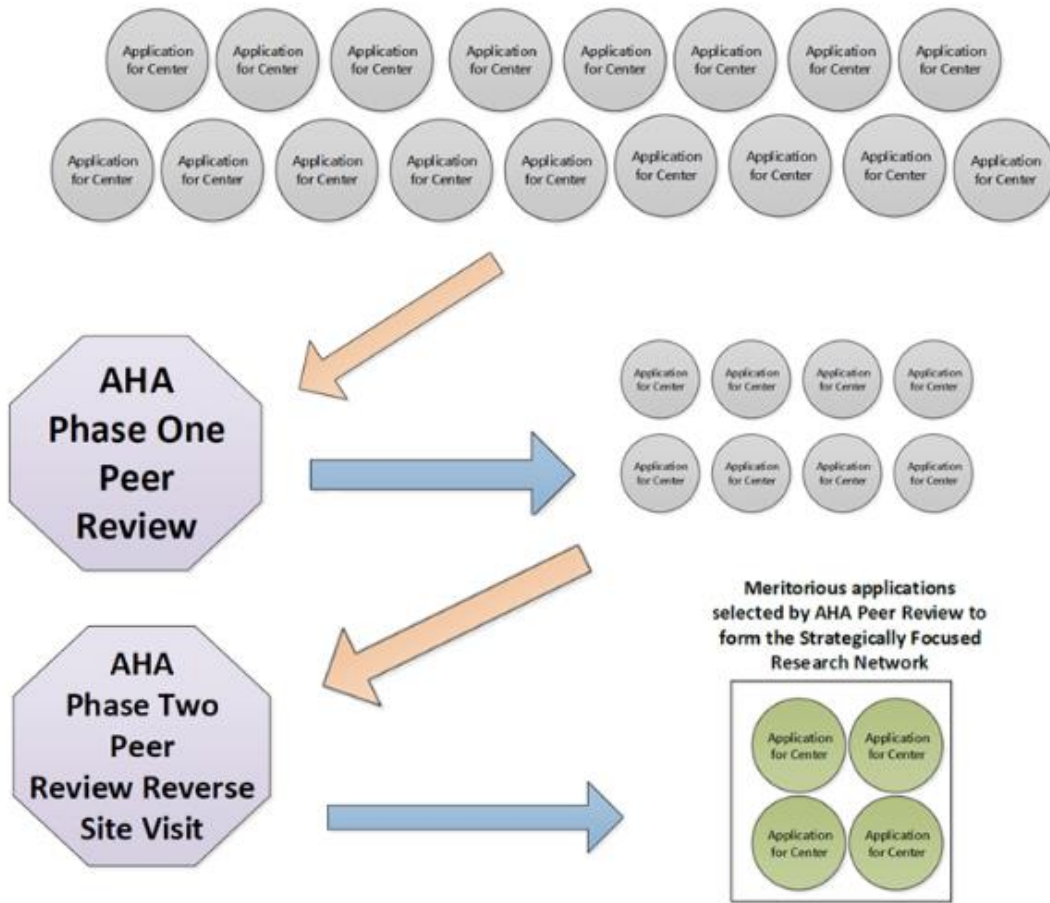 Application
for Center
Application
for Center
Application
for Center
Application
for Center
Application
for Center
Application
for Center
Application
for Center
Application
for Center
Application
for Center
Application
for Center
Application
for Center
Application
for Center
Application
for Center
Application
for Center
Application
for Center
Application
for Center
Application
for Center
AHA
Phase One
Peer
Review
Application
for Center
Application
for Center
Application
for Center
Application
for Center
Application
for Center
Application
for Center
Application
for Center
Application
for Center
AHA
Phase Two
Peer
Review Reverse
Site Visit
Meritorious applications
selected by AHA Peer Review to
form the Strategically Focused
Research Network
Application
for Center
Application
for Center
Application
for Center
Application
for Center